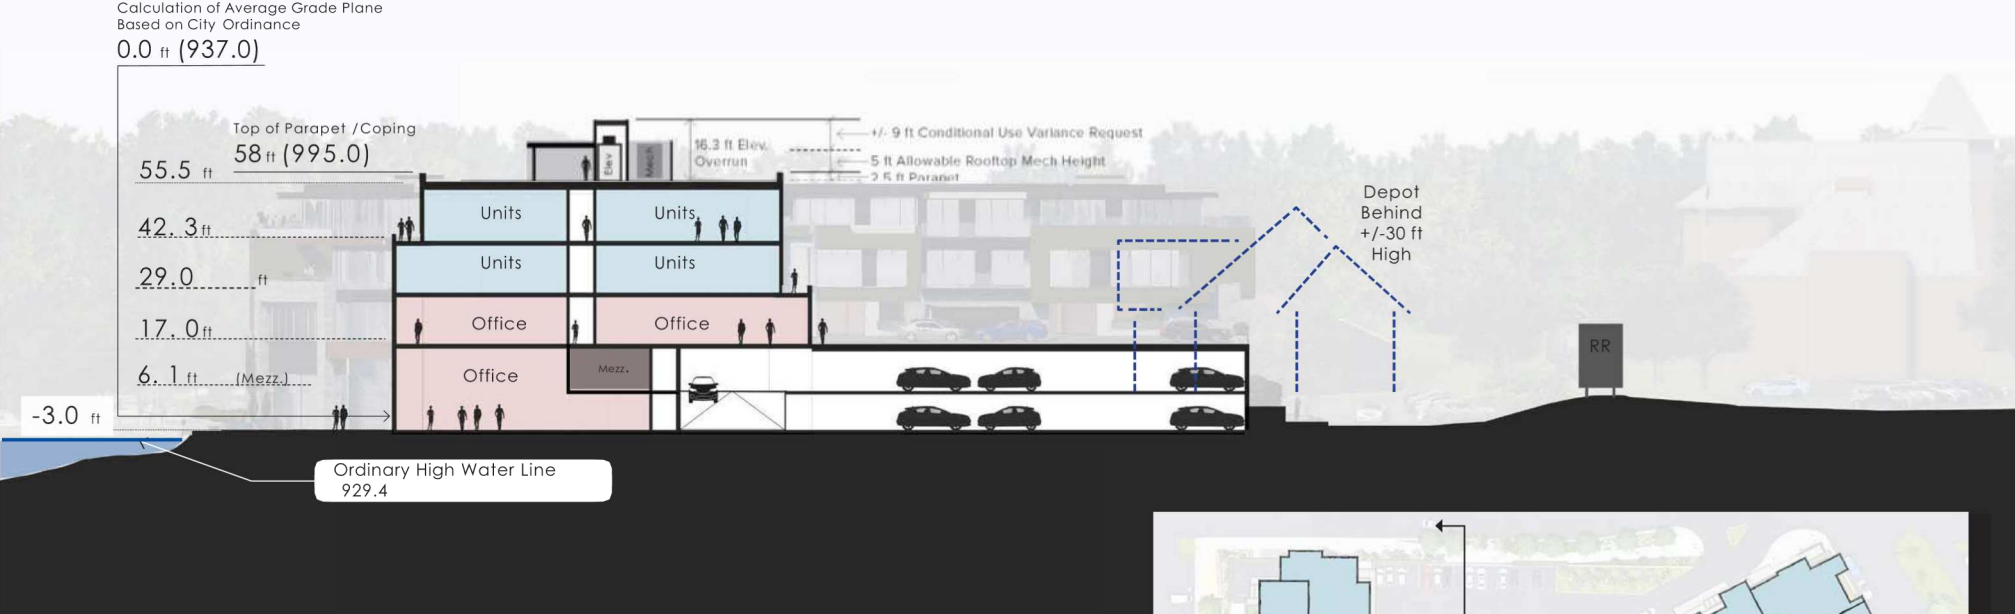 Calculation of Average Grade Plane
Based on City Ordinance
0.0 ft (937.0)
Top of Parapet /Coping
58 ft (995.0)
55.5 ft
42.3 ft
29.0 ft
17.0 ft
6.1 ft (Mezz.)
-3.0 ft
Ordinary High Water Line
929.4
Elev
Mech
16.3 ft Elev.
Overrun
+/- 9 ft Conditional Use Variance Request
5 ft Allowable Rooftop Mech Height
2.5 ft Parapet
Units
Units
Units
Units
Office
Office
Office
Mezz.
Depot
Behind
+/-30 ft
High
RR